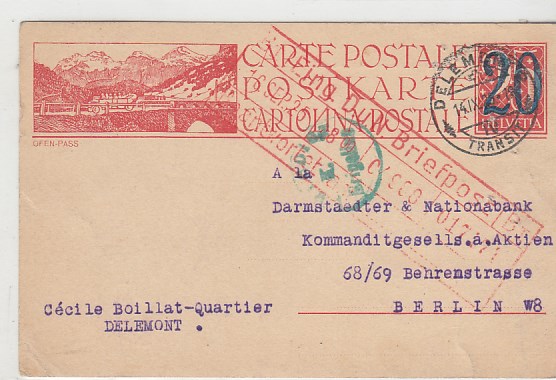 CARTE POSTALE
POSTKARTE
CARTOLINA POSTALE
OFEN-PASS
20
HELVETIA
DELEMONT
TRANSIT
Briefpost
A la
Darmstaedter & Nationabank
Kommanditgesells.a.Aktien
68/69 Behrenstrasse
BERLIN W8
Cécile Boillat-Quartier
DELEMONT .